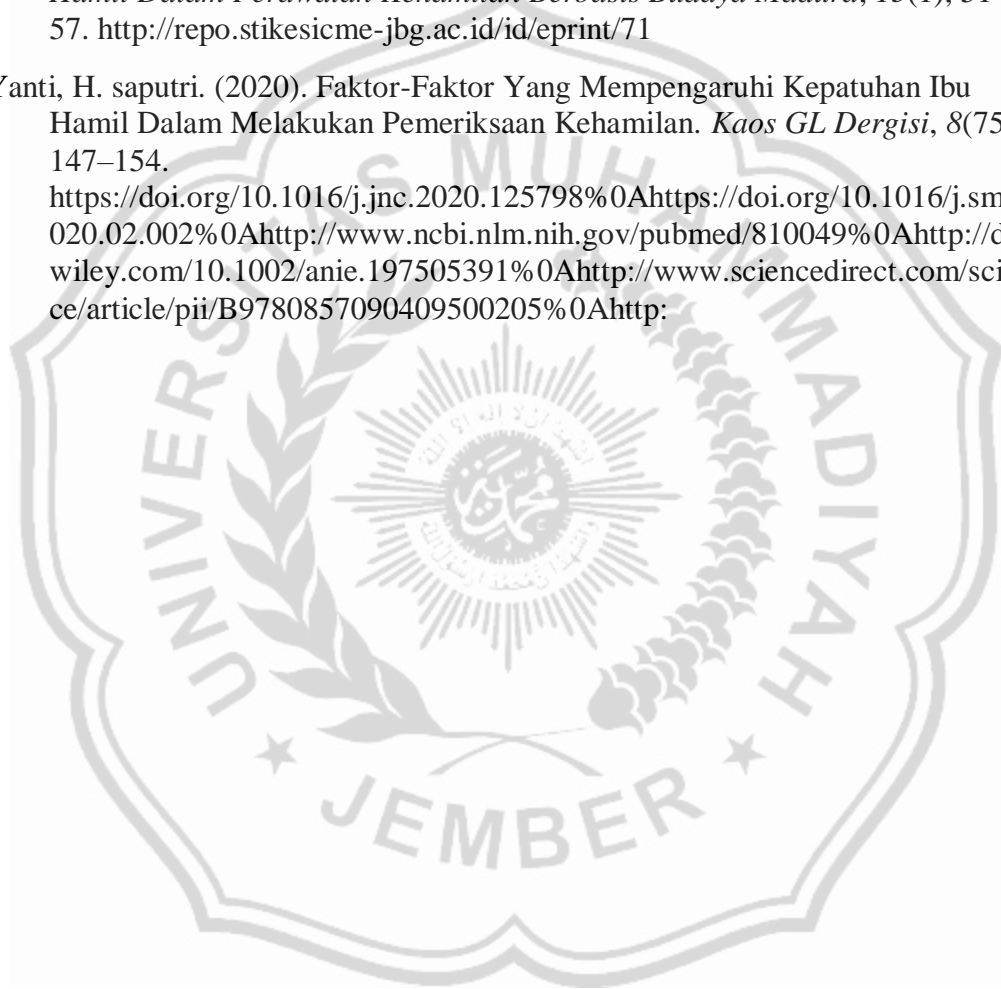 57. http://repo.stikesicme-jbg.ac.id/id/eprint/71
Yanti, H. saputri. (2020). Faktor-Faktor Yang Mempengaruhi Kepatuhan Ibu
Hamil Dalam Melakukan Pemeriksaan Kehamilan. Kaos GL Dergisi, 8(75
147–154.
https://doi.org/10.1016/j.jnc.2020.125798%0Ahttps://doi.org/10.1016/j.sm
020.02.002%0Ahttp://www.ncbi.nlm.nih.gov/pubmed/810049%0Ahttp://d
wiley.com/10.1002/anie.197505391%0Ahttp://www.sciencedirect.com/sci
ce/article/pii/B9780857090409500205%0Ahttp:
UNIVERSITAS MUHAMMADIYAH
JEMBER